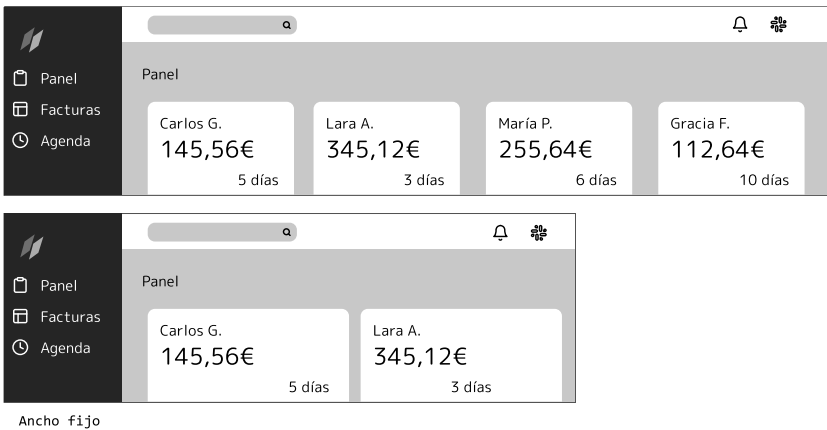 Panel
Facturas
Agenda
Panel
Carlos G.
145,56€
5 días
Lara A.
345,12€
3 días
María P.
255,64€
6 días
Gracia F.
112,64€
10 días
Panel
Facturas
Agenda
Panel
Carlos G.
145,56€
5 días
Lara A.
345,12€
3 días
Ancho fijo